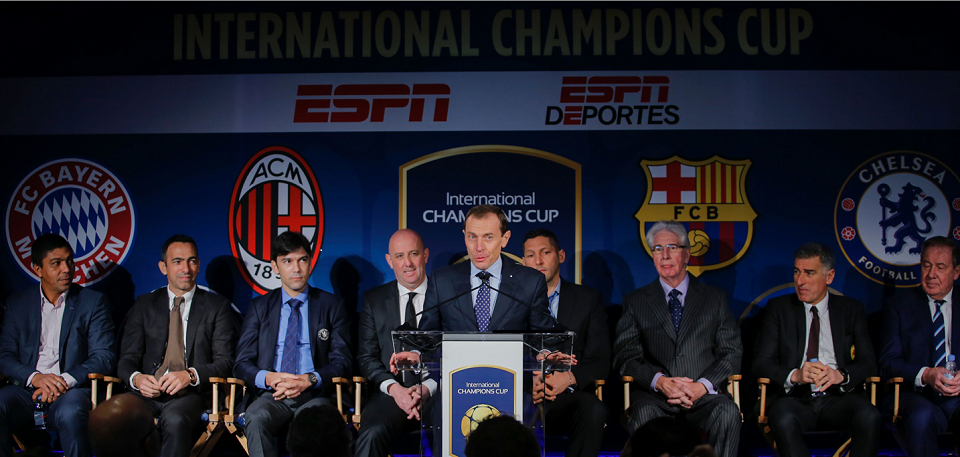 INTERNATIONAL CHAMPIONS CUP
ESPN
ESPN
DEPORTES
FC BAYERN
MÜNCHEN
ACM
International
CHAMPIONS CUP
FCB
CHELSEA
FOOTBALL
International
CHAMPIONS CUP